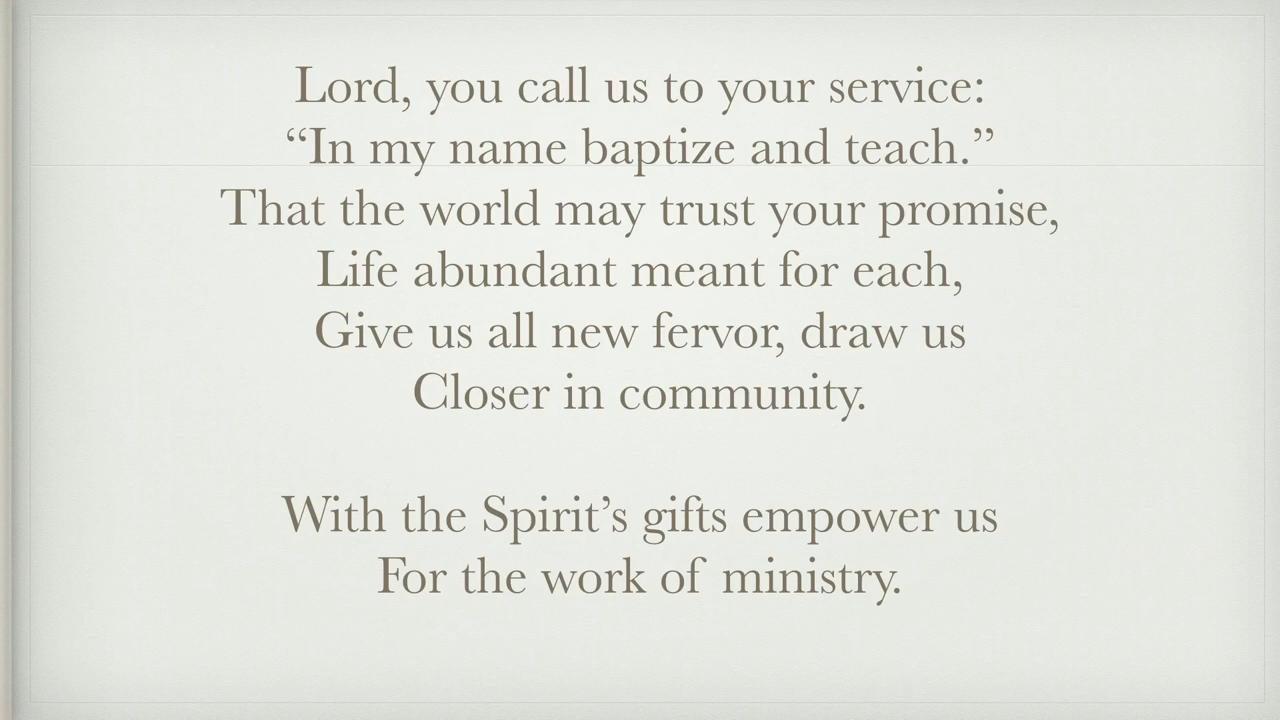 Lord, you call us to your service:
“In my name baptize and teach.”
That the world may trust your promise,
Life abundant meant for each,
Give us all new fervor, draw us
Closer in community.
With the Spirit’s gifts empower us
For the work of ministry.